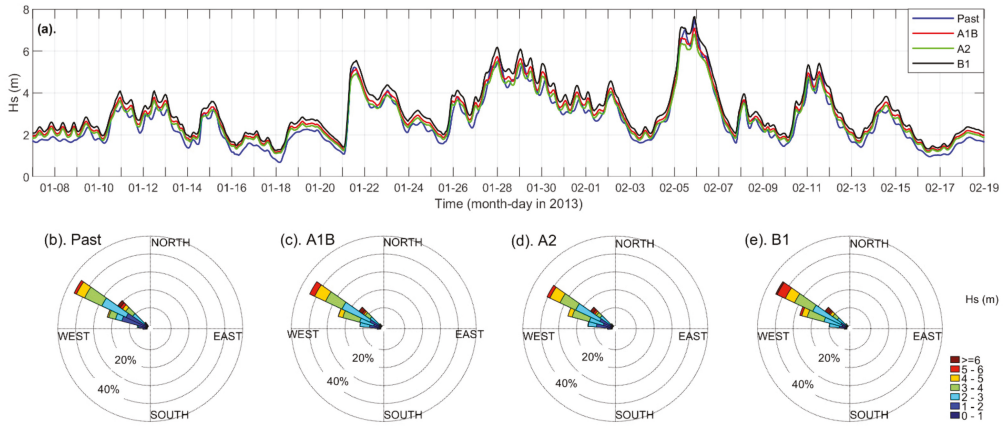 (a).
Past
A1B
A2
B1
8
6
4
2
0
Hs (m)
01-08 01-10 01-12 01-14 01-16 01-18 01-20 01-22 01-24 01-26 01-28 01-30 02-01 02-03 02-05 02-07 02-09 02-11 02-13 02-15 02-17 02-19
Time (month-day in 2013)
(b). Past
NORTH
WEST
EAST
20%
40%
SOUTH
(c). A1B
NORTH
WEST
EAST
20%
40%
SOUTH
(d). A2
NORTH
WEST
EAST
20%
40%
SOUTH
(e). B1
NORTH
WEST
EAST
20%
40%
SOUTH
Hs (m)
>=6
5 - 6
4 - 5
3 - 4
2 - 3
1 - 2
0 - 1